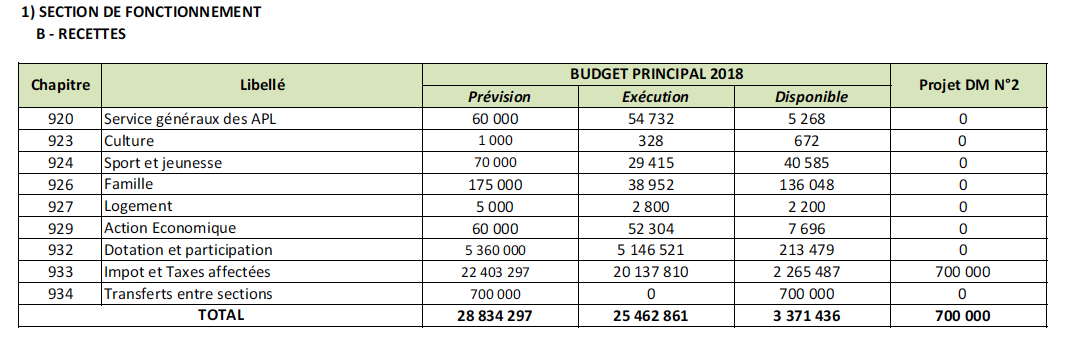 1) SECTION DE FONCTIONNEMENT
B - RECETTES
Chapitre Libellé BUDGET PRINCIPAL 2018 Projet DM N°2
Prévision Exécution Disponible
920 Service généraux des APL 60 000 54 732 5 268 0
923 Culture 1 000 328 672 0
924 Sport et jeunesse 70 000 29 415 40 585 0
926 Famille 175 000 38 952 136 048 0
927 Logement 5 000 2 800 2 200 0
929 Action Economique 60 000 52 304 7 696 0
932 Dotation et participation 5 360 000 5 146 521 213 479 0
933 Impot et Taxes affectées 22 403 297 20 137 810 2 265 487 700 000
934 Transferts entre sections 700 000 0 700 000 0
TOTAL 28 834 297 25 462 861 3 371 436 700 000